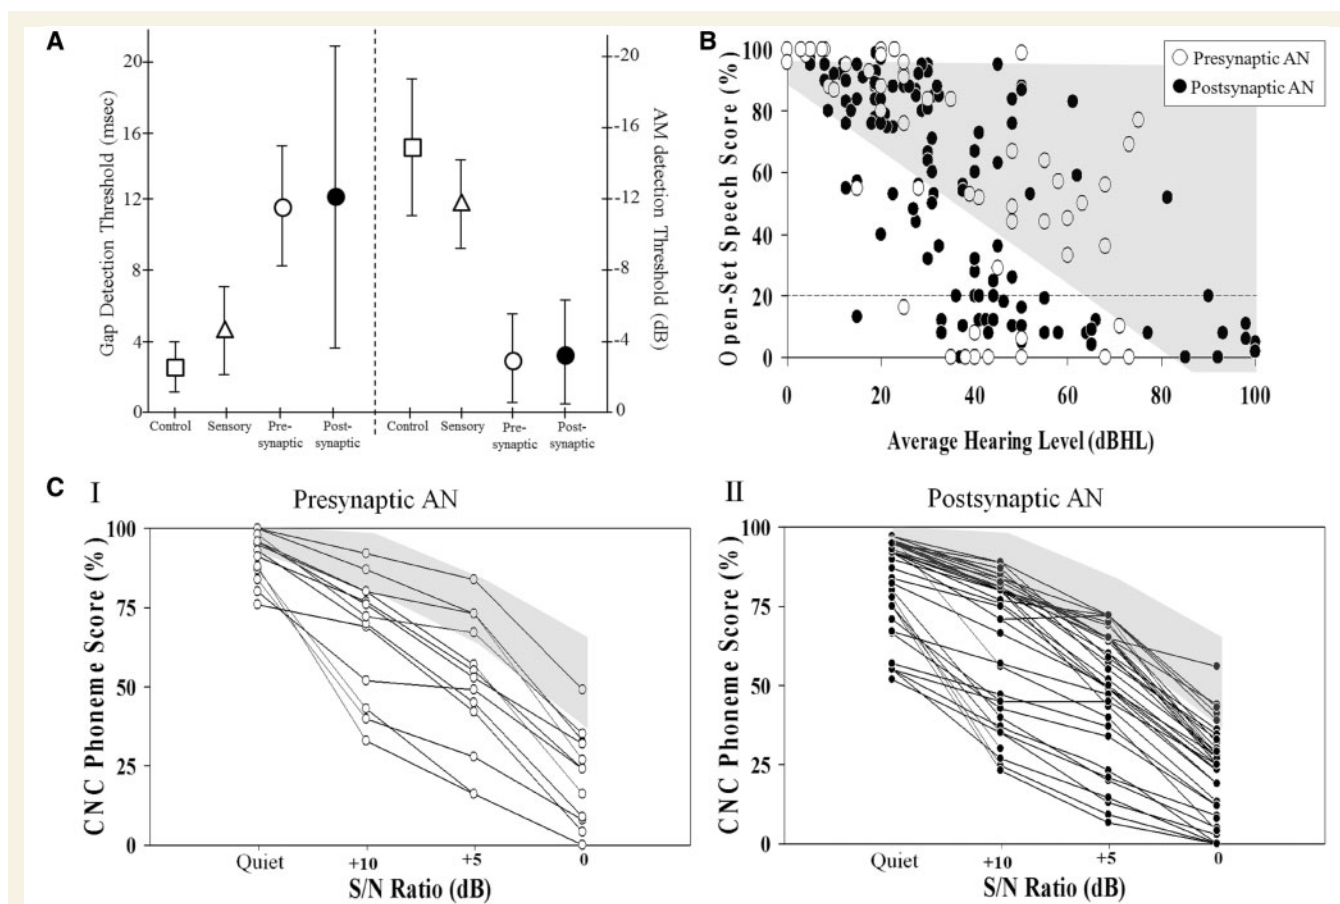 A
Gap Detection Threshold (msec)
20
16
12
8
4
0
Control
Sensory
Pre-
synaptic
Post-
synaptic
Control
Sensory
Pre-
synaptic
Post-
synaptic
-20
-16
-12
-8
-4
0
AM detection
Threshold (dB)
B
Open-Set Speech Score (%)
100
80
60
40
20
0
0
20
40
60
80
100
Average Hearing Level (dBHL)
Presynaptic AN
Postsynaptic AN
C
I
Presynaptic AN
CNC Phoneme Score (%)
100
75
50
25
0
Quiet
+10
+5
0
S/N Ratio (dB)
II
Postsynaptic AN
CNC Phoneme Score (%)
100
75
50
25
0
Quiet
+10
+5
0
S/N Ratio (dB)